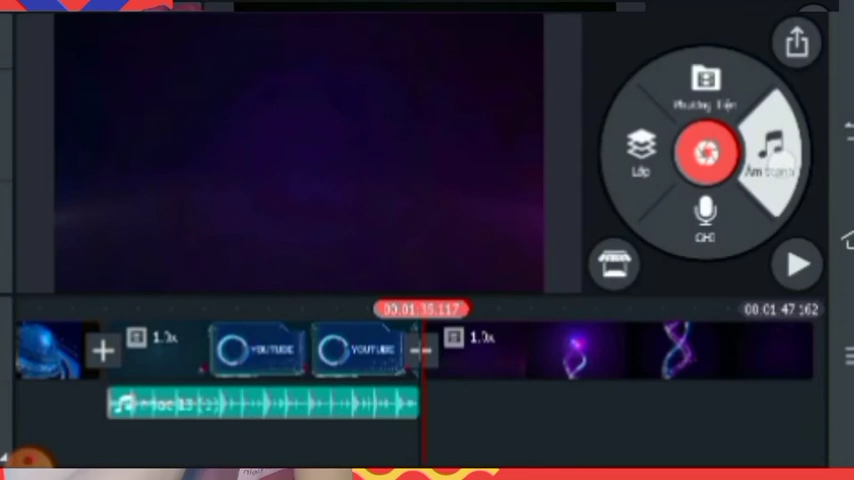 Phương Tiện
Lớp
Âm thanh
GHI
00:01:35.117
00:01:47.162
1.0x
YOUTUBE
YOUTUBE
1.0x